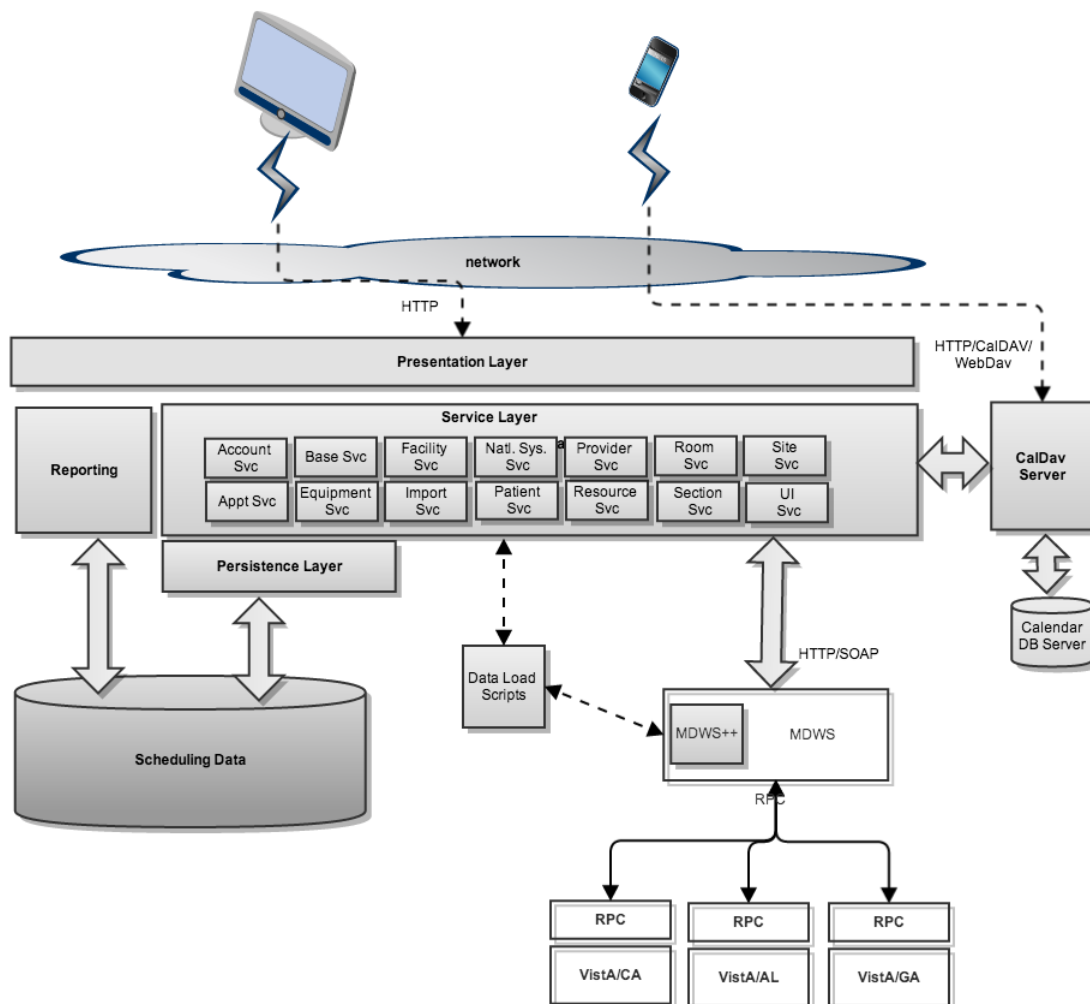 network
HTTP
HTTP/CalDAV/
WebDav
Presentation Layer
Service Layer
a
Account
Svc
Base Svc
Facility
Svc
Natl. Sys.
Svc
Provider
Svc
Room
Svc
Site
Svc
Appt Svc
Equipment
Svc
Import
Svc
Patient
Svc
Resource
Svc
Section
Svc
UI
Svc
Reporting
CalDav
Server
Persistence Layer
Calendar
DB Server
HTTP/SOAP
Data Load
Scripts
MDWS++
MDWS
Scheduling Data
RPC
RPC
RPC
RPC
VistA/CA
VistA/AL
VistA/GA